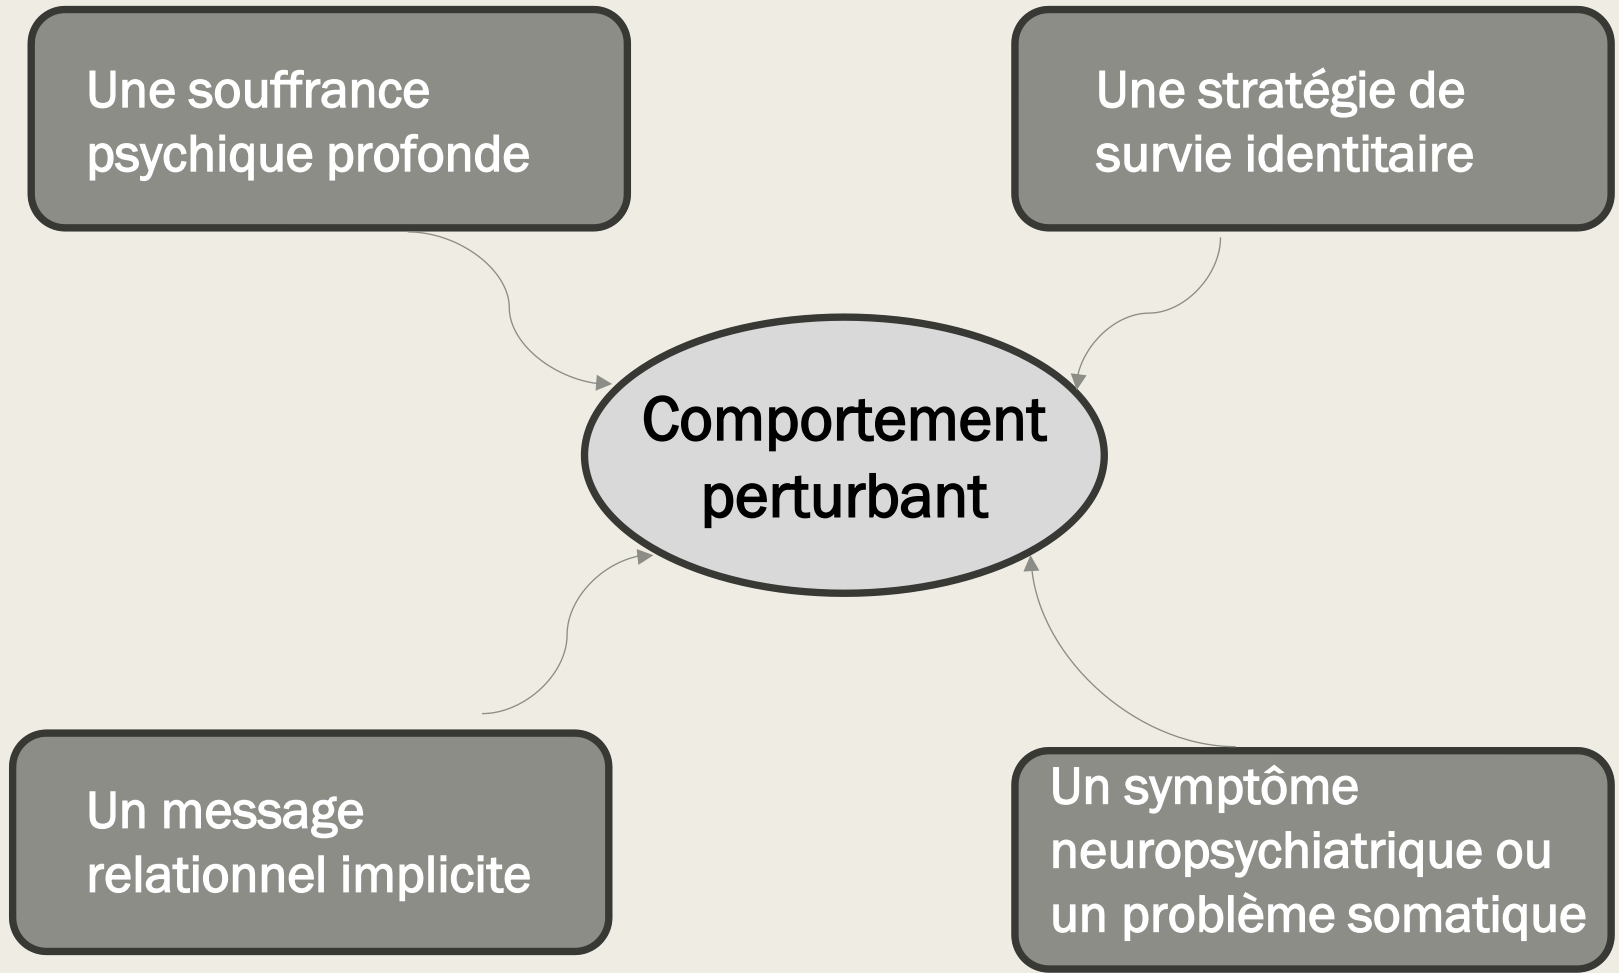 Une souffrance
psychique profonde
Une stratégie de
survie identitaire
Comportement
perturbant
Un message
relationnel implicite
Un symptôme
neuropsychiatrique ou
un problème somatique